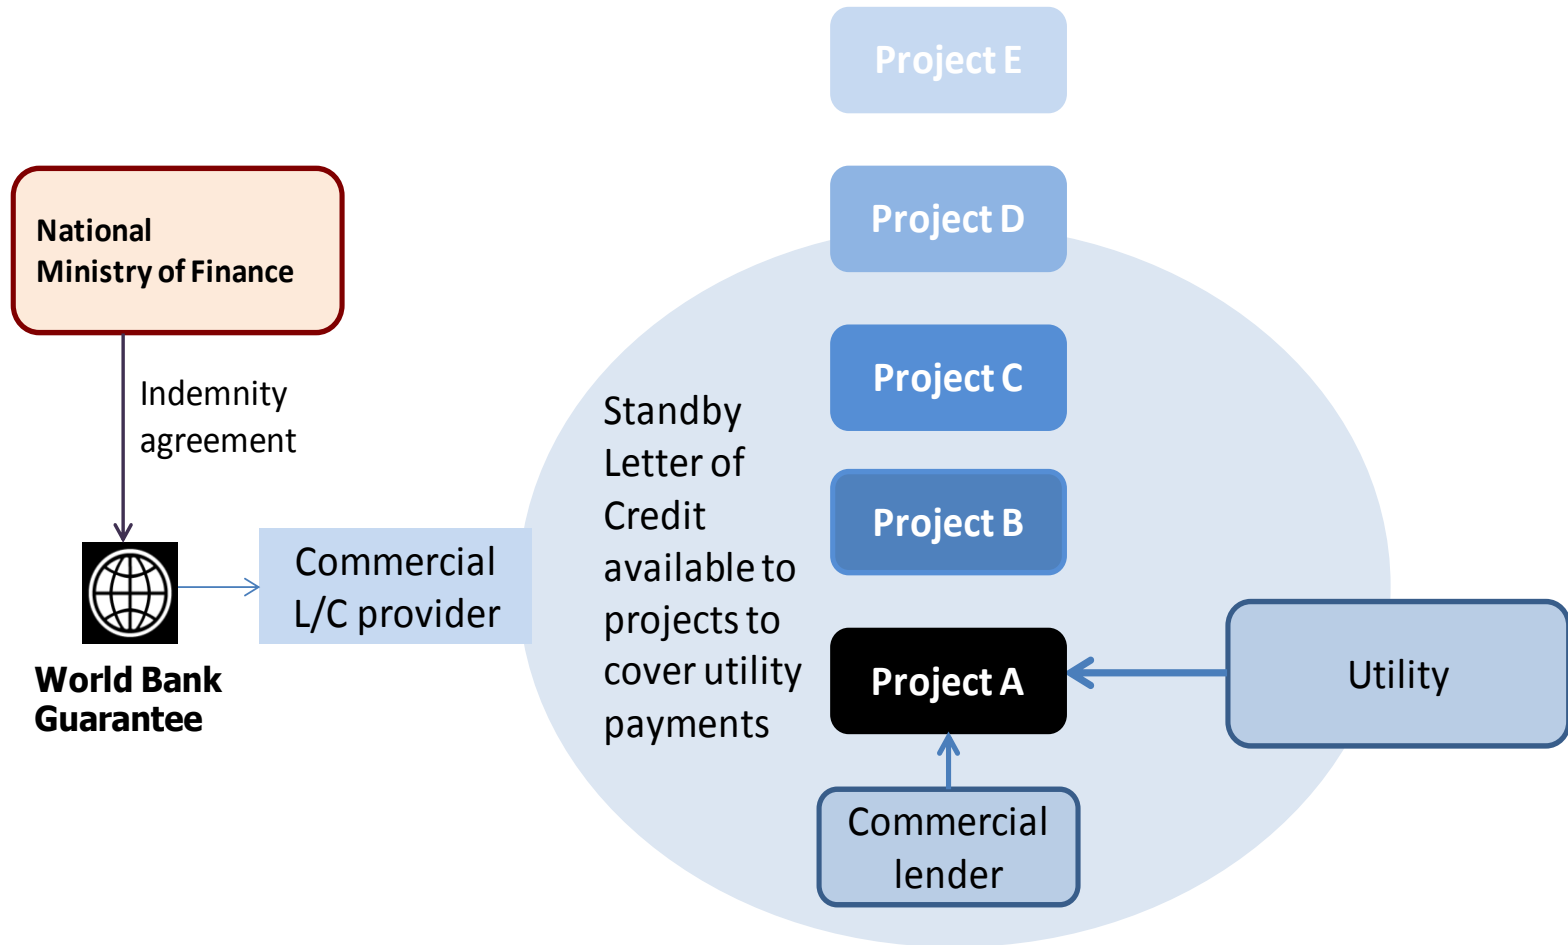 Project E
Project D
National
Ministry of Finance
Project C
Indemnity
agreement
Standby
Letter of
Credit
available to
projects to
cover utility
payments
Project B
Commercial
L/C provider
World Bank
Guarantee
Project A
Utility
Commercial
lender